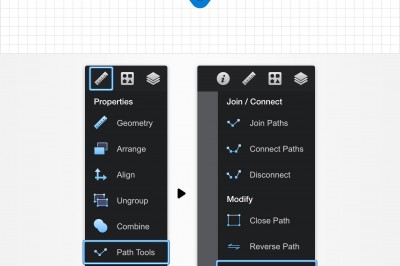 Properties
Geometry
Arrange
Align
Ungroup
Combine
Path Tools
Join / Connect
Join Paths
Connect Paths
Disconnect
Modify
Close Path
Reverse Path